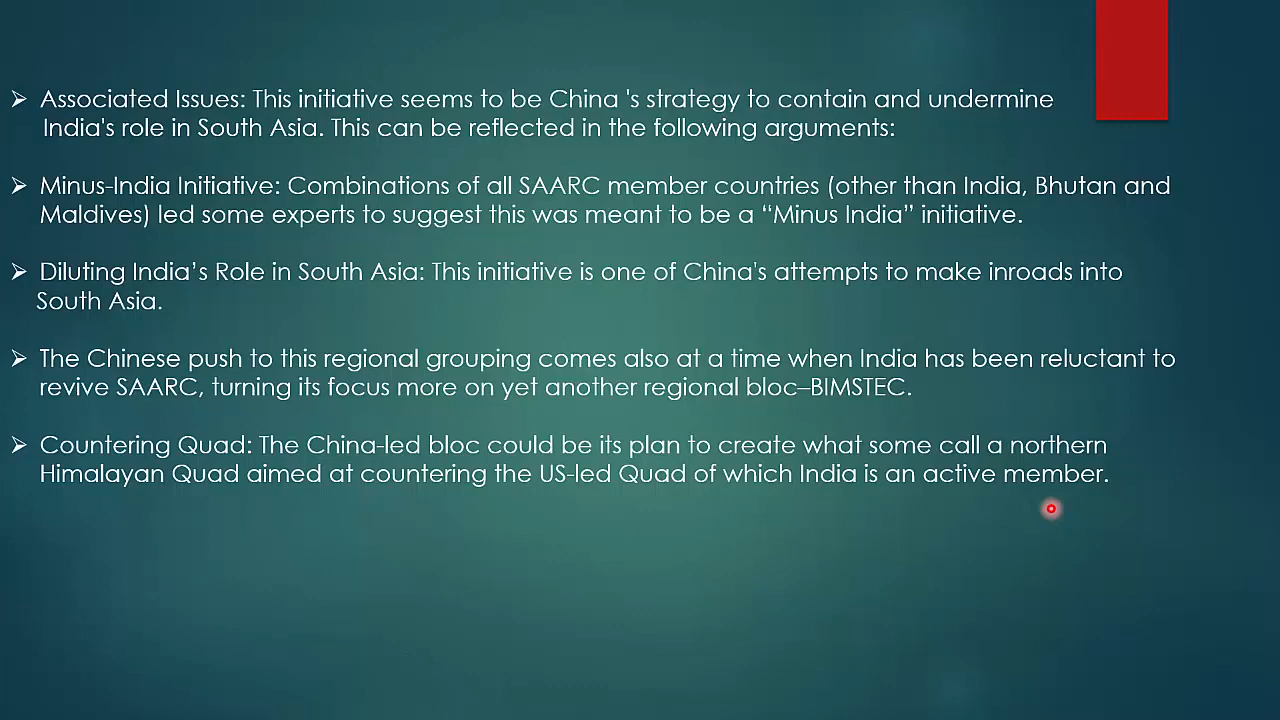 Associated Issues: This initiative seems to be China 's strategy to contain and undermine
India's role in South Asia. This can be reflected in the following arguments:
Minus-India Initiative: Combinations of all SAARC member countries (other than India, Bhutan and
Maldives) led some experts to suggest this was meant to be a “Minus India” initiative.
Diluting India’s Role in South Asia: This initiative is one of China's attempts to make inroads into
South Asia.
The Chinese push to this regional grouping comes also at a time when India has been reluctant to
revive SAARC, turning its focus more on yet another regional bloc–BIMSTEC.
Countering Quad: The China-led bloc could be its plan to create what some call a northern
Himalayan Quad aimed at countering the US-led Quad of which India is an active member.